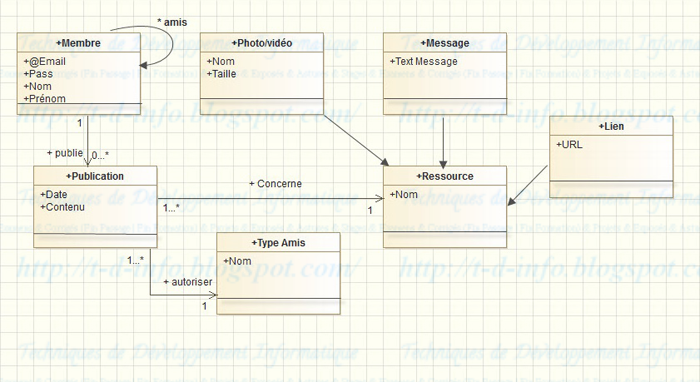 * amis
+Membre
+@Email
+Pass
+Nom
+Prénom
+Photo/vidéo
+Nom
+Taille
+Message
+Text Message
+Lien
+URL
1
+ publie
0...*
+Publication
+Date
+Contenu
+ Concerne
1...*
1
+Ressource
+Nom
1...*
+ autoriser
1
+Type Amis
+Nom
Techniques de Développement Informatique
http://t-d-info.blogspot.com/